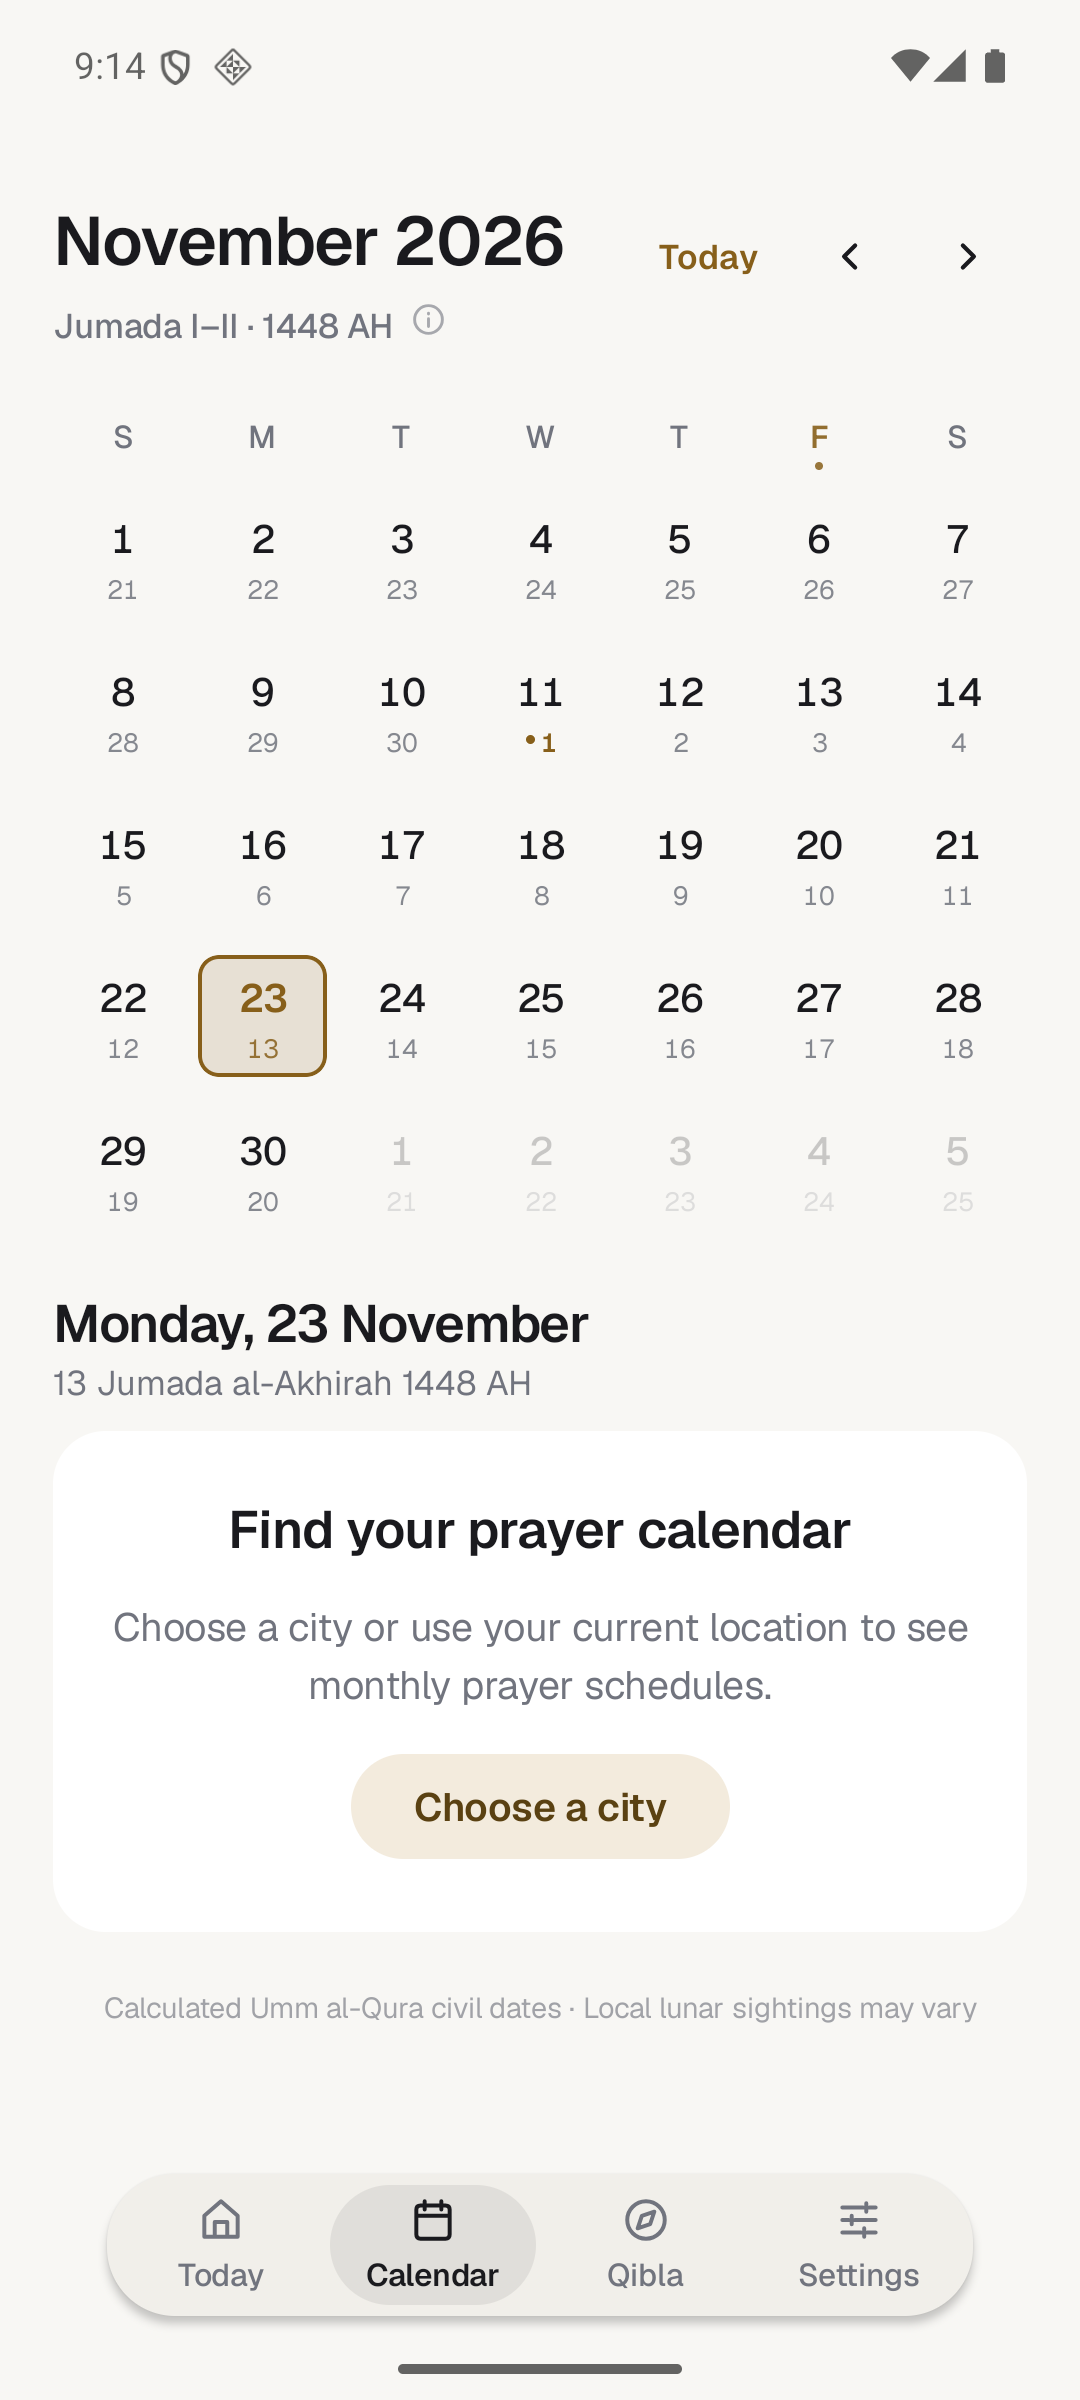 9:14
November 2026
Today
Jumada I–II · 1448 AH
S M T W T F S
1 2 3 4 5 6 7
21 22 23 24 25 26 27
8 9 10 11 12 13 14
28 29 30 •1 2 3 4
15 16 17 18 19 20 21
5 6 7 8 9 10 11
22 23 24 25 26 27 28
12 13 14 15 16 17 18
29 30 1 2 3 4 5
19 20 21 22 23 24 25
Monday, 23 November
13 Jumada al-Akhirah 1448 AH
Find your prayer calendar
Choose a city or use your current location to see
monthly prayer schedules.
Choose a city
Calculated Umm al-Qura civil dates · Local lunar sightings may vary
Today Calendar Qibla Settings